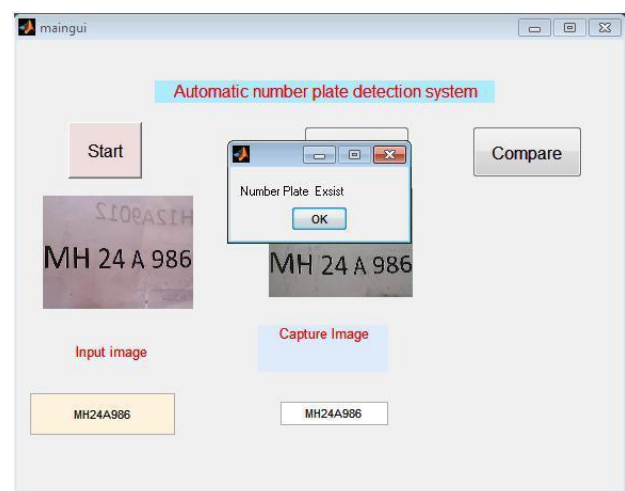 maingui
Automatic number plate detection system
Start
Compare
Number Plate Exsist
OK
H12A9012
MH 24 A 986
MH 24 A 986
Input image
Capture Image
MH24A986
MH24A986